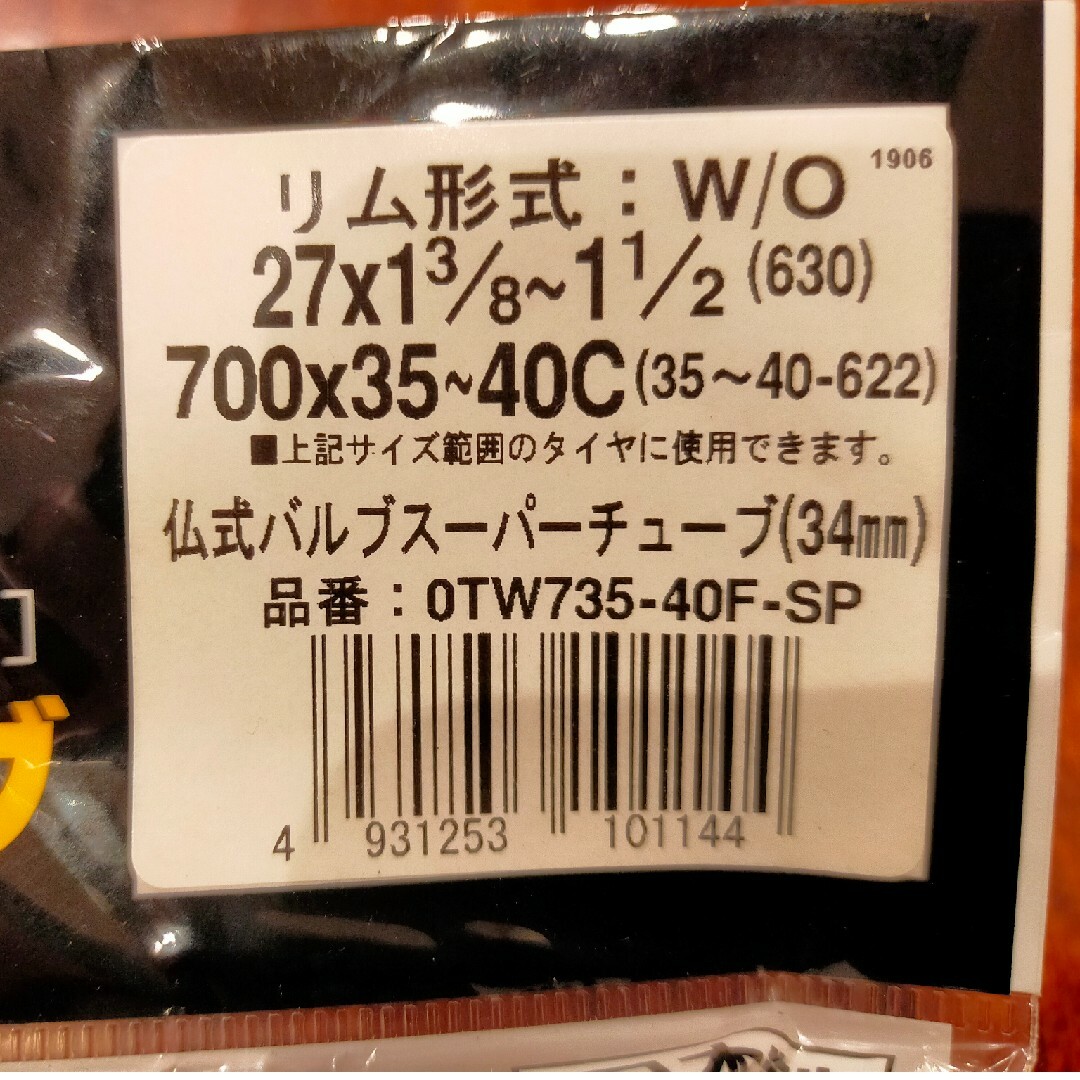 1906
リム形式：W/O
27x1 3/8~1 1/2 (630)
700x35~40C(35～40-622)
■上記サイズ範囲のタイヤに使用できます。
仏式バルブスーパーチューブ(34mm)
品番：0TW735-40F-SP
4 931253 101144